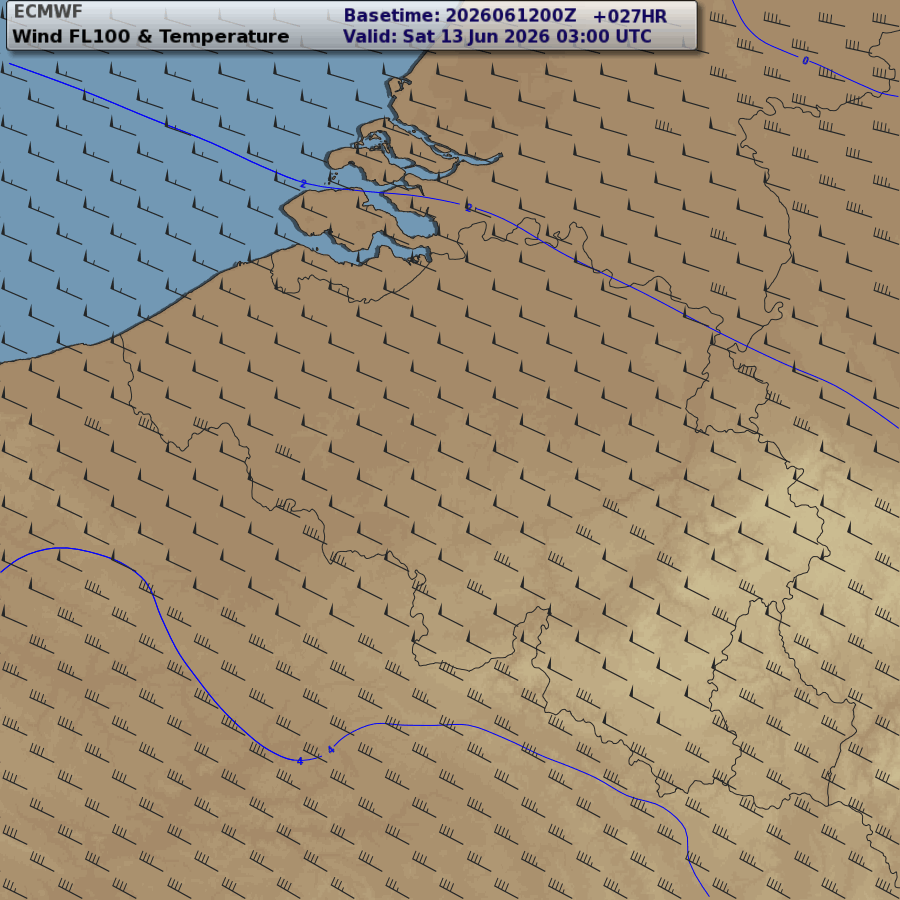 ECMWF
Basetime: 2026061200Z +027HR
Wind FL100 & Temperature
Valid: Sat 13 Jun 2026 03:00 UTC
0
2
2
4
4